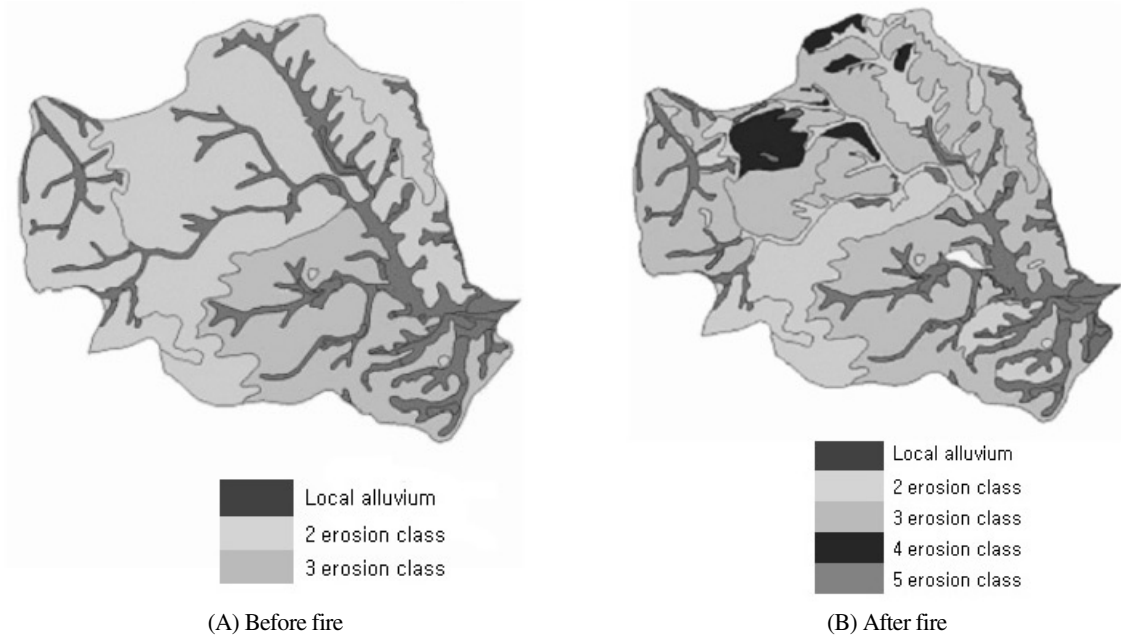 Local alluvium
2 erosion class
3 erosion class
(A) Before fire
Local alluvium
2 erosion class
3 erosion class
4 erosion class
5 erosion class
(B) After fire